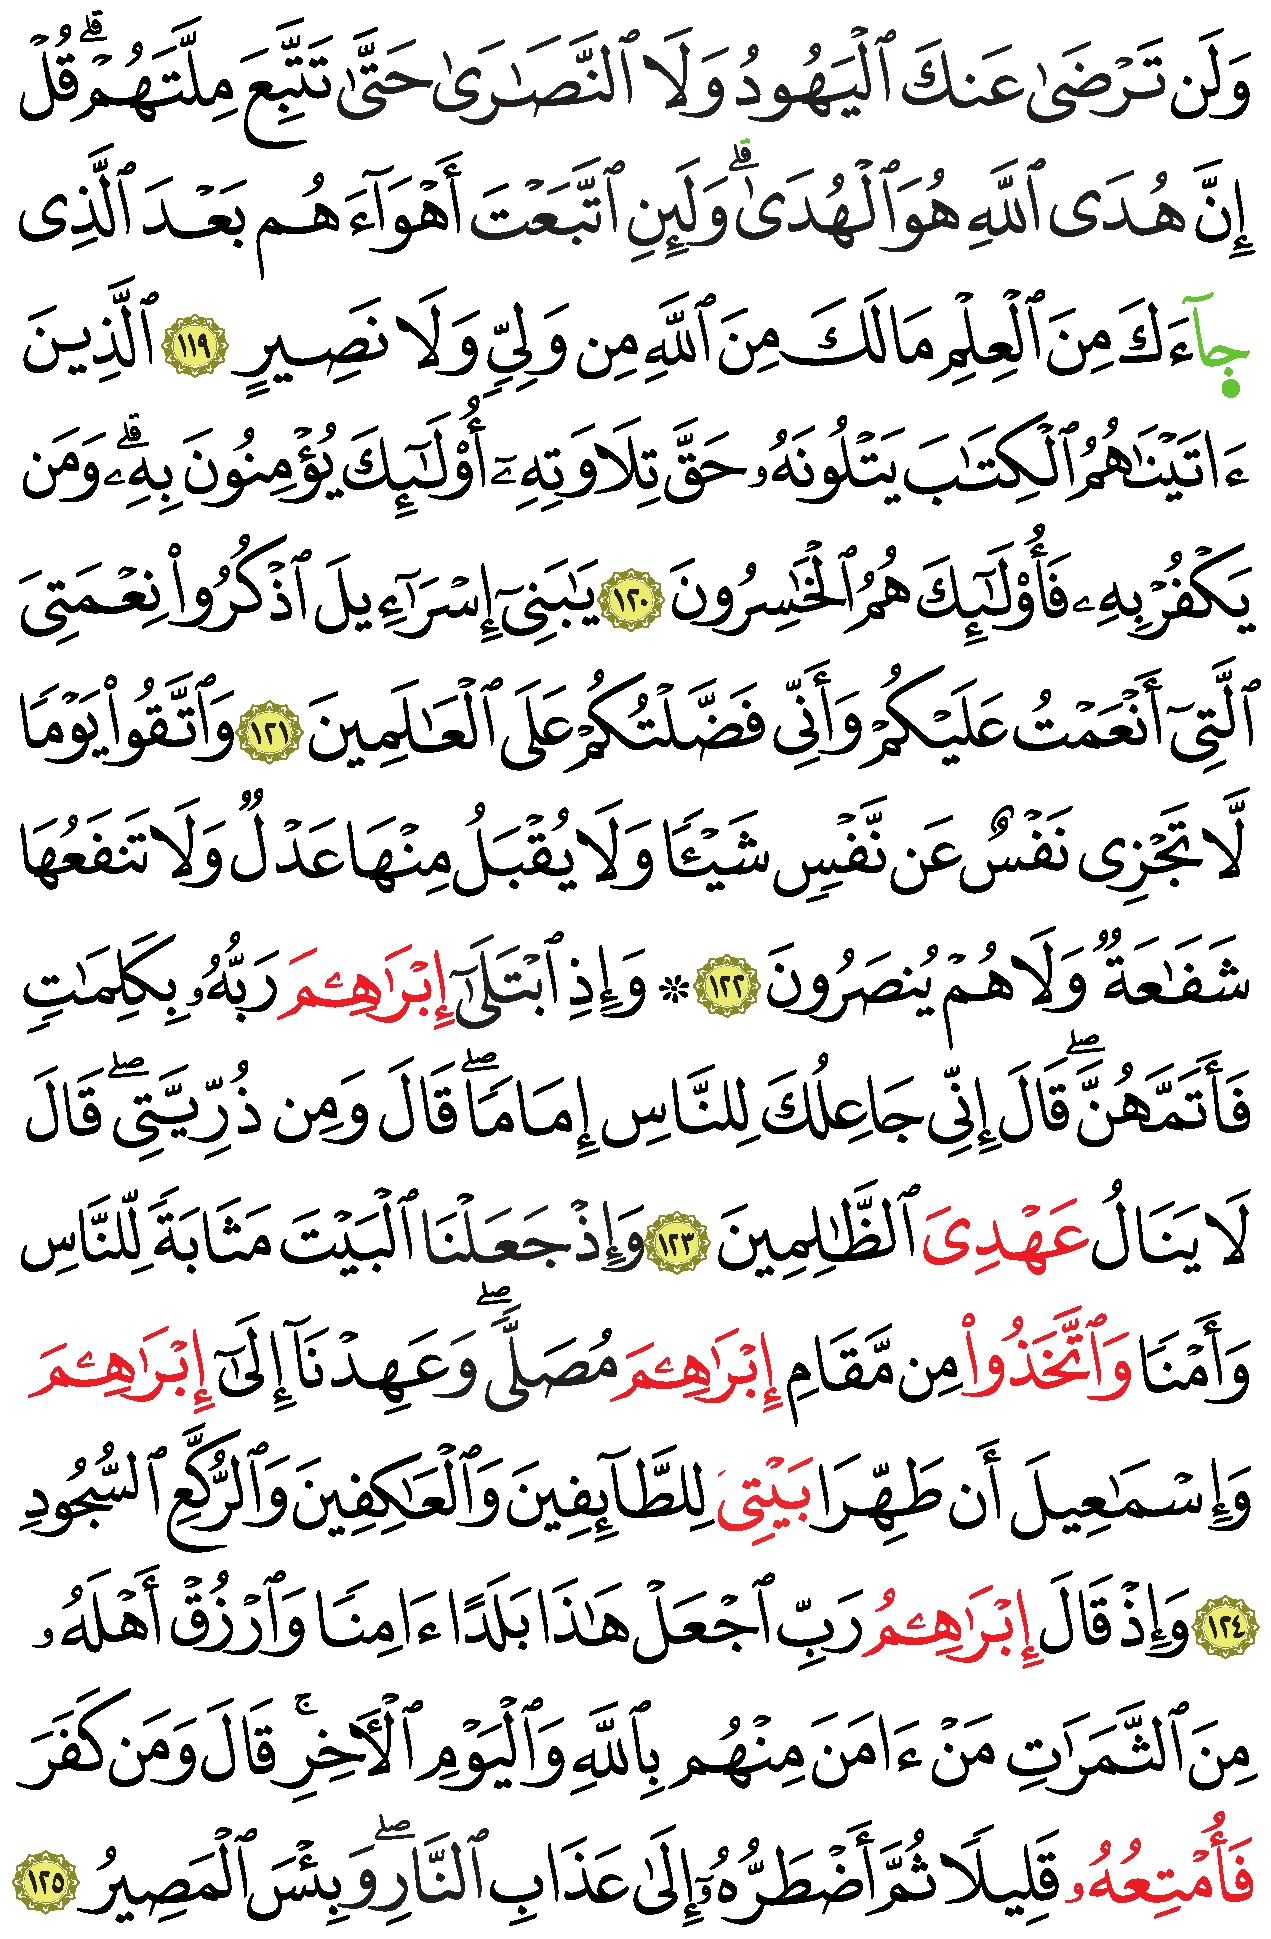 وَلَن تَرْضَىٰ عَنكَ ٱلْيَهُودُ وَلَا ٱلنَّصَـٰرَىٰ حَتَّىٰ تَتَّبِعَ مِلَّتَهُمْۗ قُلْ
إِنَّ هُدَى ٱللَّهِ هُوَ ٱلْهُدَىٰۗ وَلَئِنِ ٱتَّبَعْتَ أَهْوَآءَهُم بَعْدَ ٱلَّذِى
جَآءَكَ مِنَ ٱلْعِلْمِ مَا لَكَ مِنَ ٱللَّهِ مِن وَلِىٍّ وَلَا نَصِيرٍ ١١٩ ٱلَّذِينَ
ءَاتَيْنَـٰهُمُ ٱلْكِتَـٰبَ يَتْلُونَهُۥ حَقَّ تِلَاوَتِهِۦٓ أُو۟لَـٰٓئِكَ يُؤْمِنُونَ بِهِۦۗ وَمَن
يَكْفُرْ بِهِۦ فَأُو۟لَـٰٓئِكَ هُمُ ٱلْخَـٰسِرُونَ ١٢٠ يَـٰبَنِىٓ إِسْرَـٰٓءِيلَ ٱذْكُرُوا۟ نِعْمَتِىَ
ٱلَّتِىٓ أَنْعَمْتُ عَلَيْكُمْ وَأَنِّى فَضَّلْتُكُمْ عَلَى ٱلْعَـٰلَمِينَ ١٢١ وَٱتَّقُوا۟ يَوْمًا
لَّا تَجْزِى نَفْسٌ عَن نَّفْسٍ شَيْـًٔا وَلَا يُقْبَلُ مِنْهَا عَدْلٌ وَلَا تَنفَعُهَا
شَفَـٰعَةٌ وَلَا هُمْ يُنصَرُونَ ١٢٢ * وَإِذِ ٱبْتَلَىٰٓ إِبْرَٰهِـۧمَ رَبُّهُۥ بِكَلِمَـٰتٍ
فَأَتَمَّهُنَّۖ قَالَ إِنِّى جَاعِلُكَ لِلنَّاسِ إِمَامًاۖ قَالَ وَمِن ذُرِّيَّتِىۖ قَالَ
لَا يَنَالُ عَهْدِىَ ٱلظَّـٰلِمِينَ ١٢٣ وَإِذْ جَعَلْنَا ٱلْبَيْتَ مَثَابَةً لِّلنَّاسِ
وَأَمْنًا وَٱتَّخَذُوا۟ مِن مَّقَامِ إِبْرَٰهِـۧمَ مُصَلًّىۖ وَعَهِدْنَآ إِلَىٰٓ إِبْرَٰهِـۧمَ
وَإِسْمَـٰعِيلَ أَن طَهِّرَا بَيْتِىَ لِلطَّآئِفِينَ وَٱلْعَـٰكِفِينَ وَٱلرُّكَّعِ ٱلسُّجُودِ
١٢٤ وَإِذْ قَالَ إِبْرَٰهِـۧمُ رَبِّ ٱجْعَلْ هَـٰذَا بَلَدًا ءَامِنًا وَٱرْزُقْ أَهْلَهُۥ
مِنَ ٱلثَّمَرَٰتِ مَنْ ءَامَنَ مِنْهُم بِٱللَّهِ وَٱلْيَوْمِ ٱلْـَٔاخِرِۚ قَالَ وَمَن كَفَرَ
فَأُمْتِعُهُۥ قَلِيلًا ثُمَّ أَضْطَرُّهُۥٓ إِلَىٰ عَذَابِ ٱلنَّارِۖ وَبِئْسَ ٱلْمَصِيرُ ١٢٥